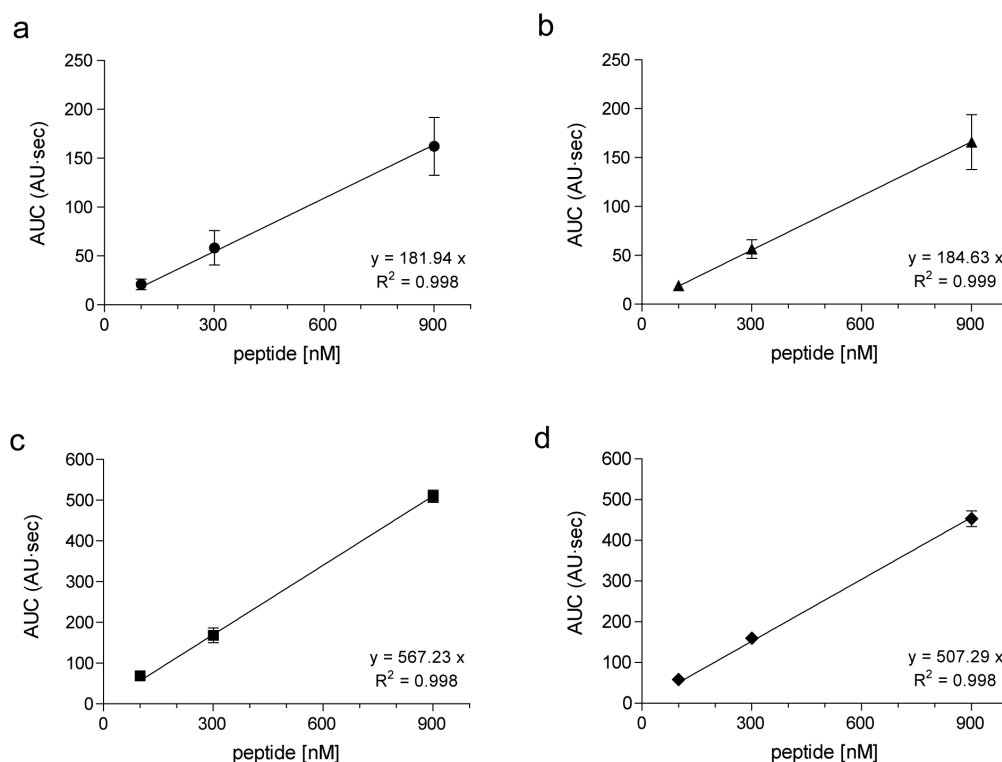 a
250
200
150
100
50
0
AUC (AU·sec)
y = 181.94 x
R² = 0.998
0 300 600 900
peptide [nM]
b
250
200
150
100
50
0
AUC (AU·sec)
y = 184.63 x
R² = 0.999
0 300 600 900
peptide [nM]
c
600
500
400
300
200
100
0
AUC (AU·sec)
y = 567.23 x
R² = 0.998
0 300 600 900
peptide [nM]
d
600
500
400
300
200
100
0
AUC (AU·sec)
y = 507.29 x
R² = 0.998
0 300 600 900
peptide [nM]